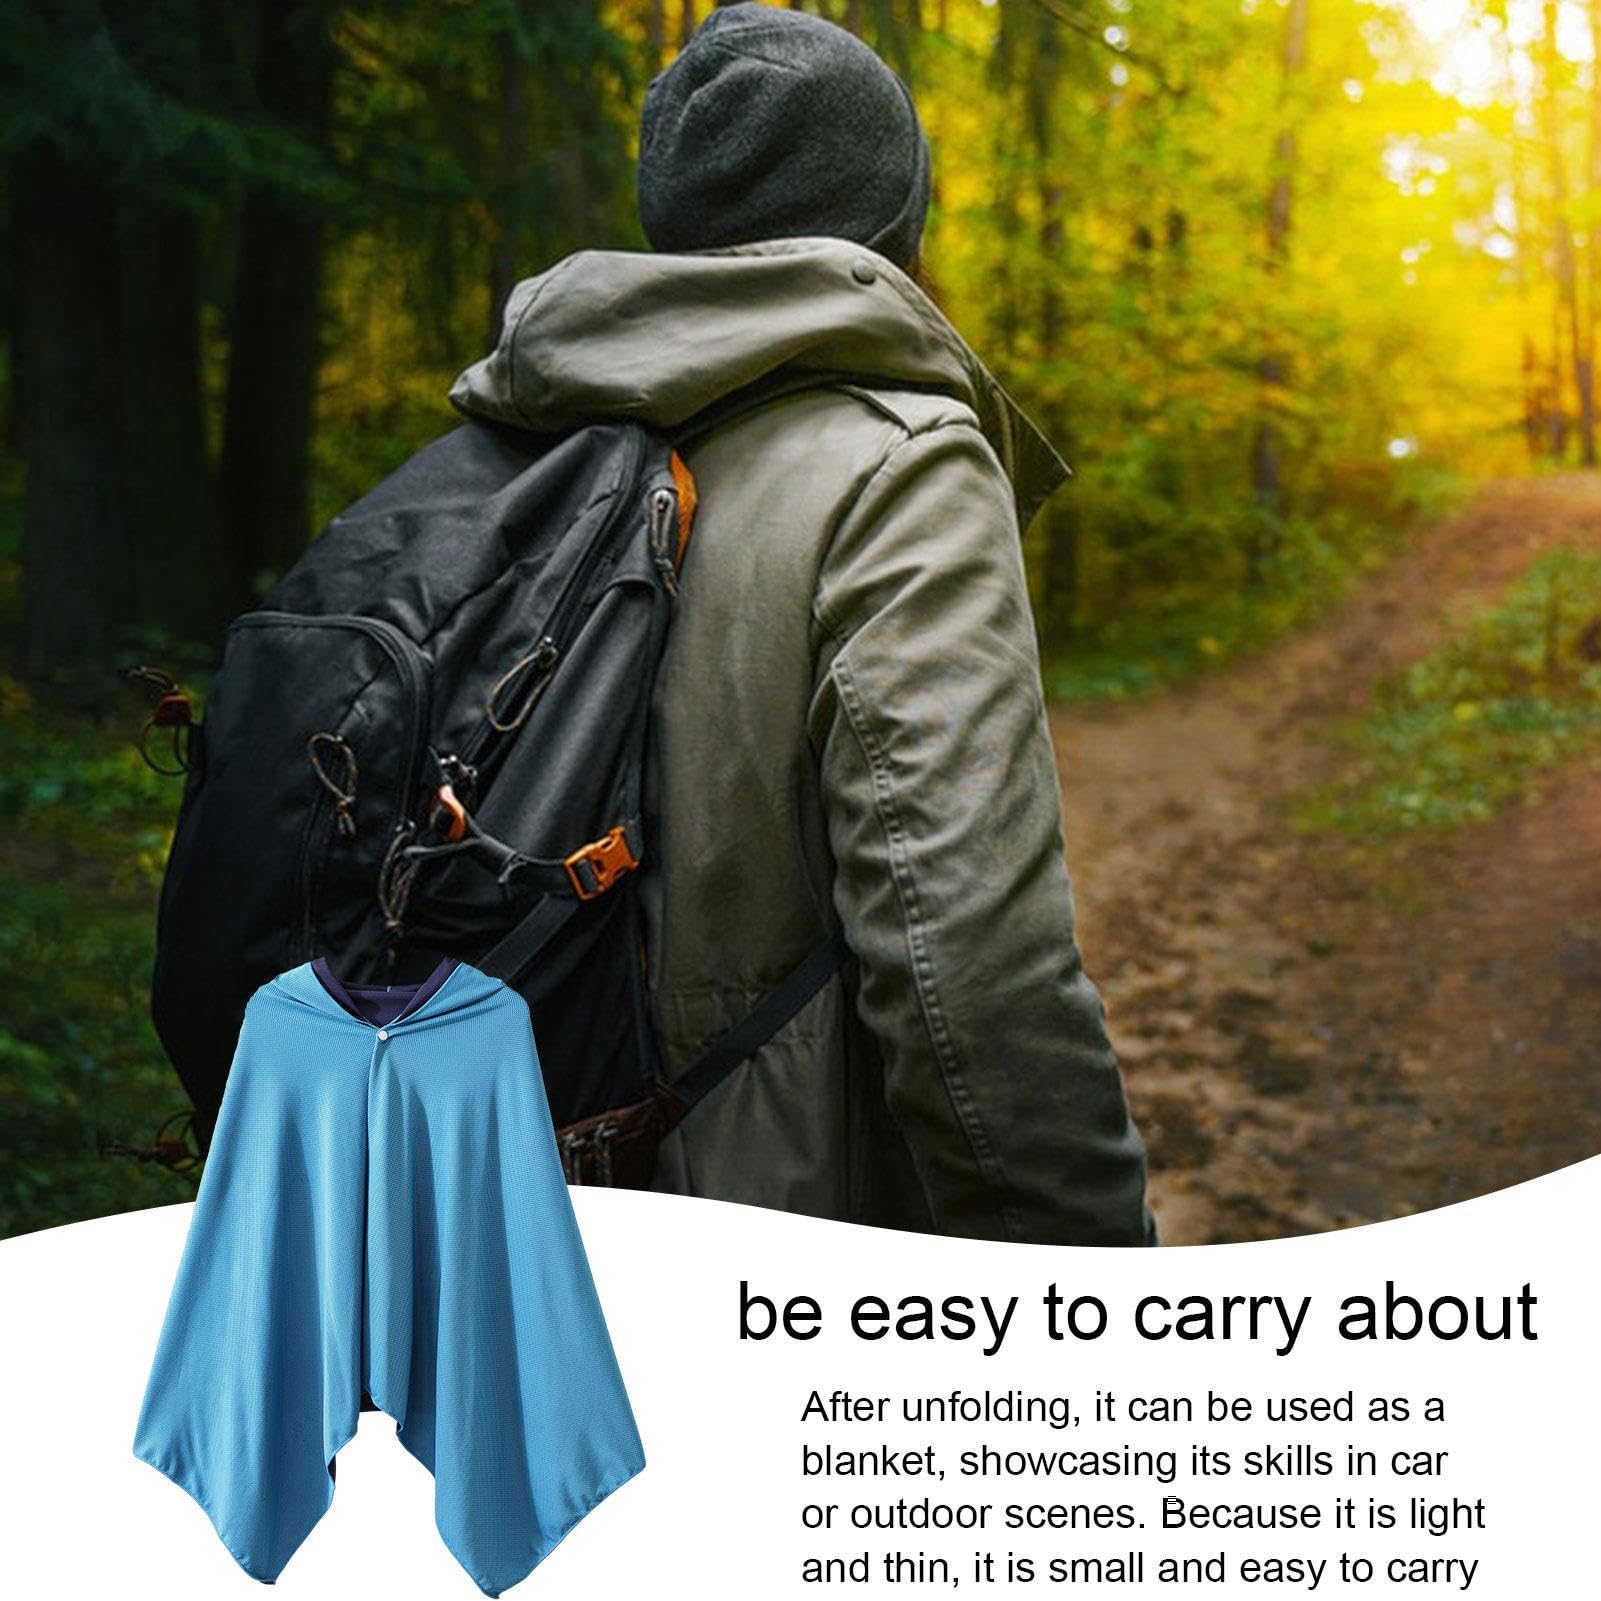 be easy to carry about
After unfolding, it can be used as a
blanket, showcasing its skills in car
or outdoor scenes. Because it is light
and thin, it is small and easy to carry